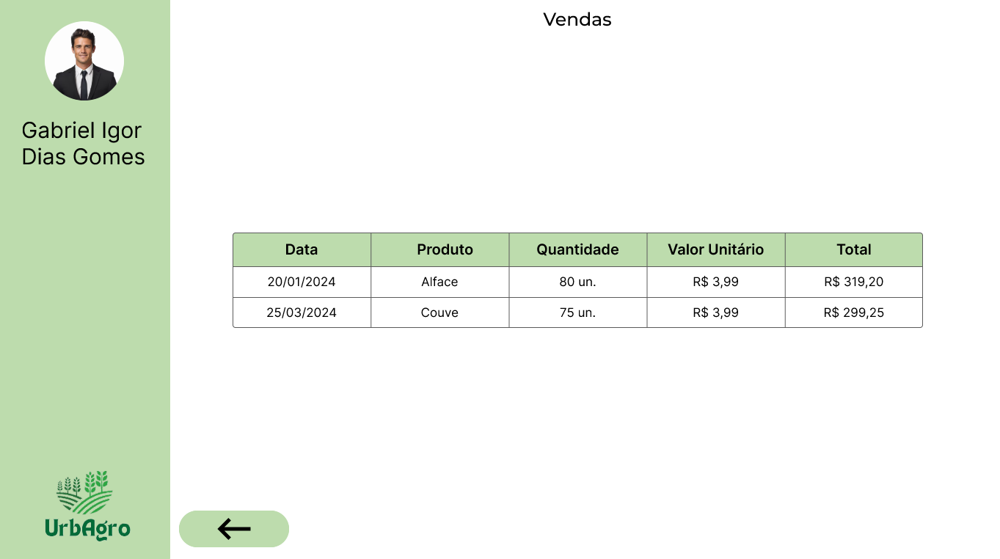 Vendas
Gabriel Igor
Dias Gomes
Data Produto Quantidade Valor Unitário Total
20/01/2024 Alface 80 un. R$ 3,99 R$ 319,20
25/03/2024 Couve 75 un. R$ 3,99 R$ 299,25
UrbAgro